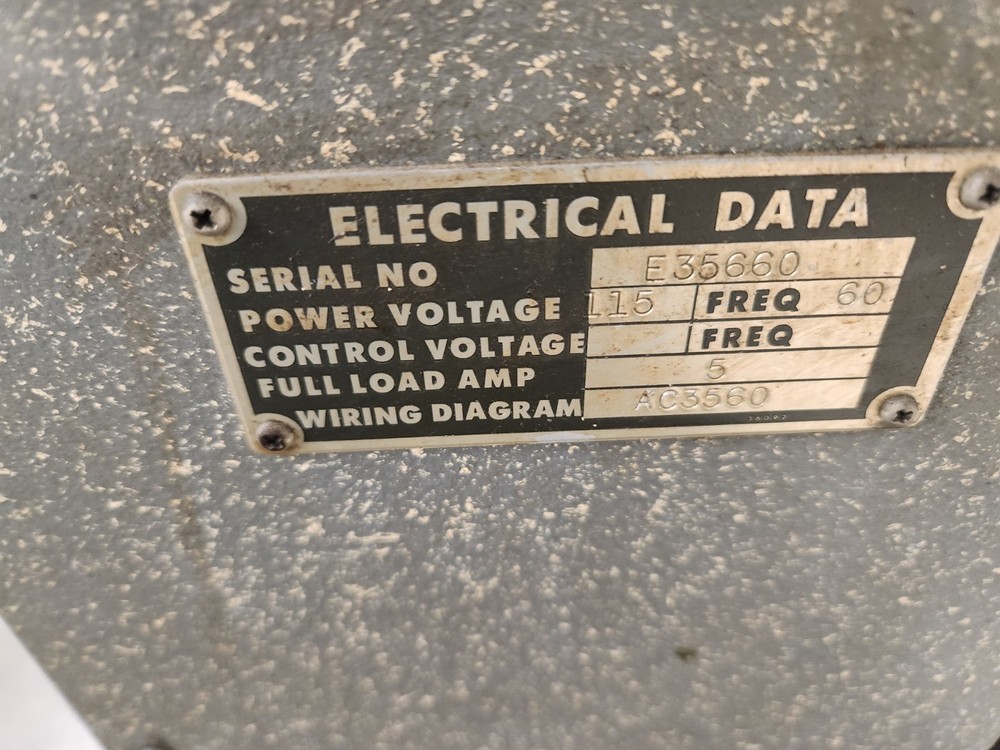 ELECTRICAL DATA
SERIAL NO E35660
POWER VOLTAGE 115 FREQ 60
CONTROL VOLTAGE FREQ
FULL LOAD AMP 5
WIRING DIAGRAM AC3560